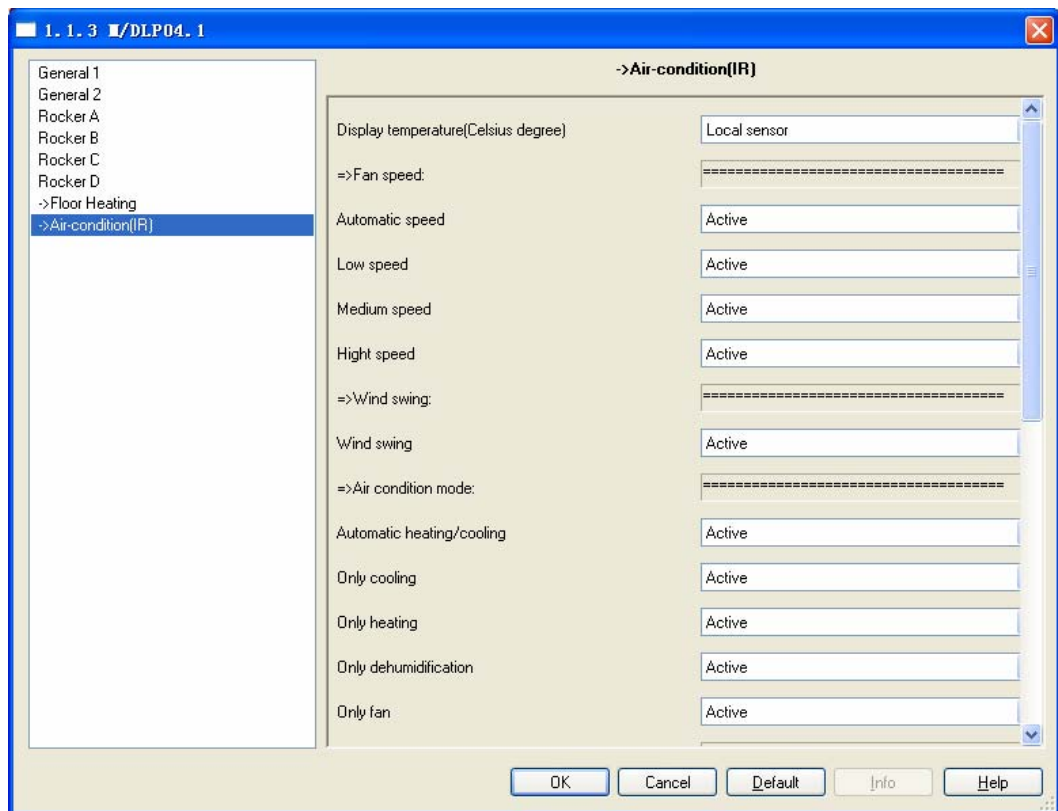 1.1.3 M/DLP04.1
General 1
General 2
Rocker A
Rocker B
Rocker C
Rocker D
->Floor Heating
->Air-condition(IR)
->Air-condition(IR)
Display temperature(Celsius degree) Local sensor
=>Fan speed: =====================================
Automatic speed Active
Low speed Active
Medium speed Active
Hight speed Active
=>Wind swing: =====================================
Wind swing Active
=>Air condition mode: =====================================
Automatic heating/cooling Active
Only cooling Active
Only heating Active
Only dehumidification Active
Only fan Active
OK Cancel Default Info Help